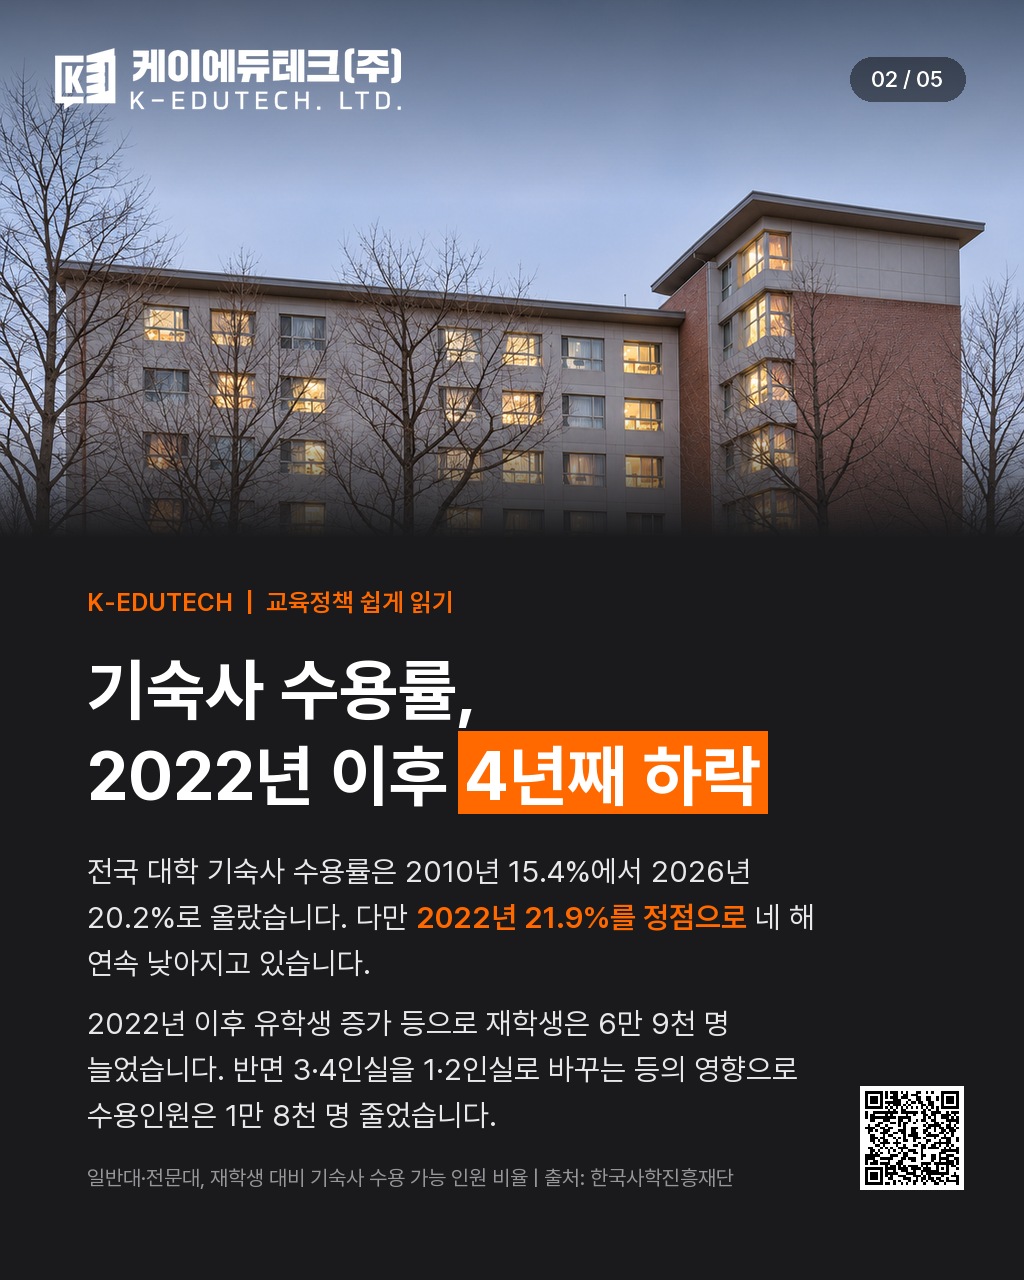 케이에듀테크(주)
K-EDUTECH. LTD.
02 / 05
K-EDUTECH | 교육정책 쉽게 읽기
기숙사 수용률,
2022년 이후 4년째 하락
전국 대학 기숙사 수용률은 2010년 15.4%에서 2026년
20.2%로 올랐습니다. 다만 2022년 21.9%를 정점으로 네 해
연속 낮아지고 있습니다.
2022년 이후 유학생 증가 등으로 재학생은 6만 9천 명
늘었습니다. 반면 3·4인실을 1·2인실로 바꾸는 등의 영향으로
수용인원은 1만 8천 명 줄었습니다.
일반대·전문대, 재학생 대비 기숙사 수용 가능 인원 비율 | 출처: 한국사학진흥재단